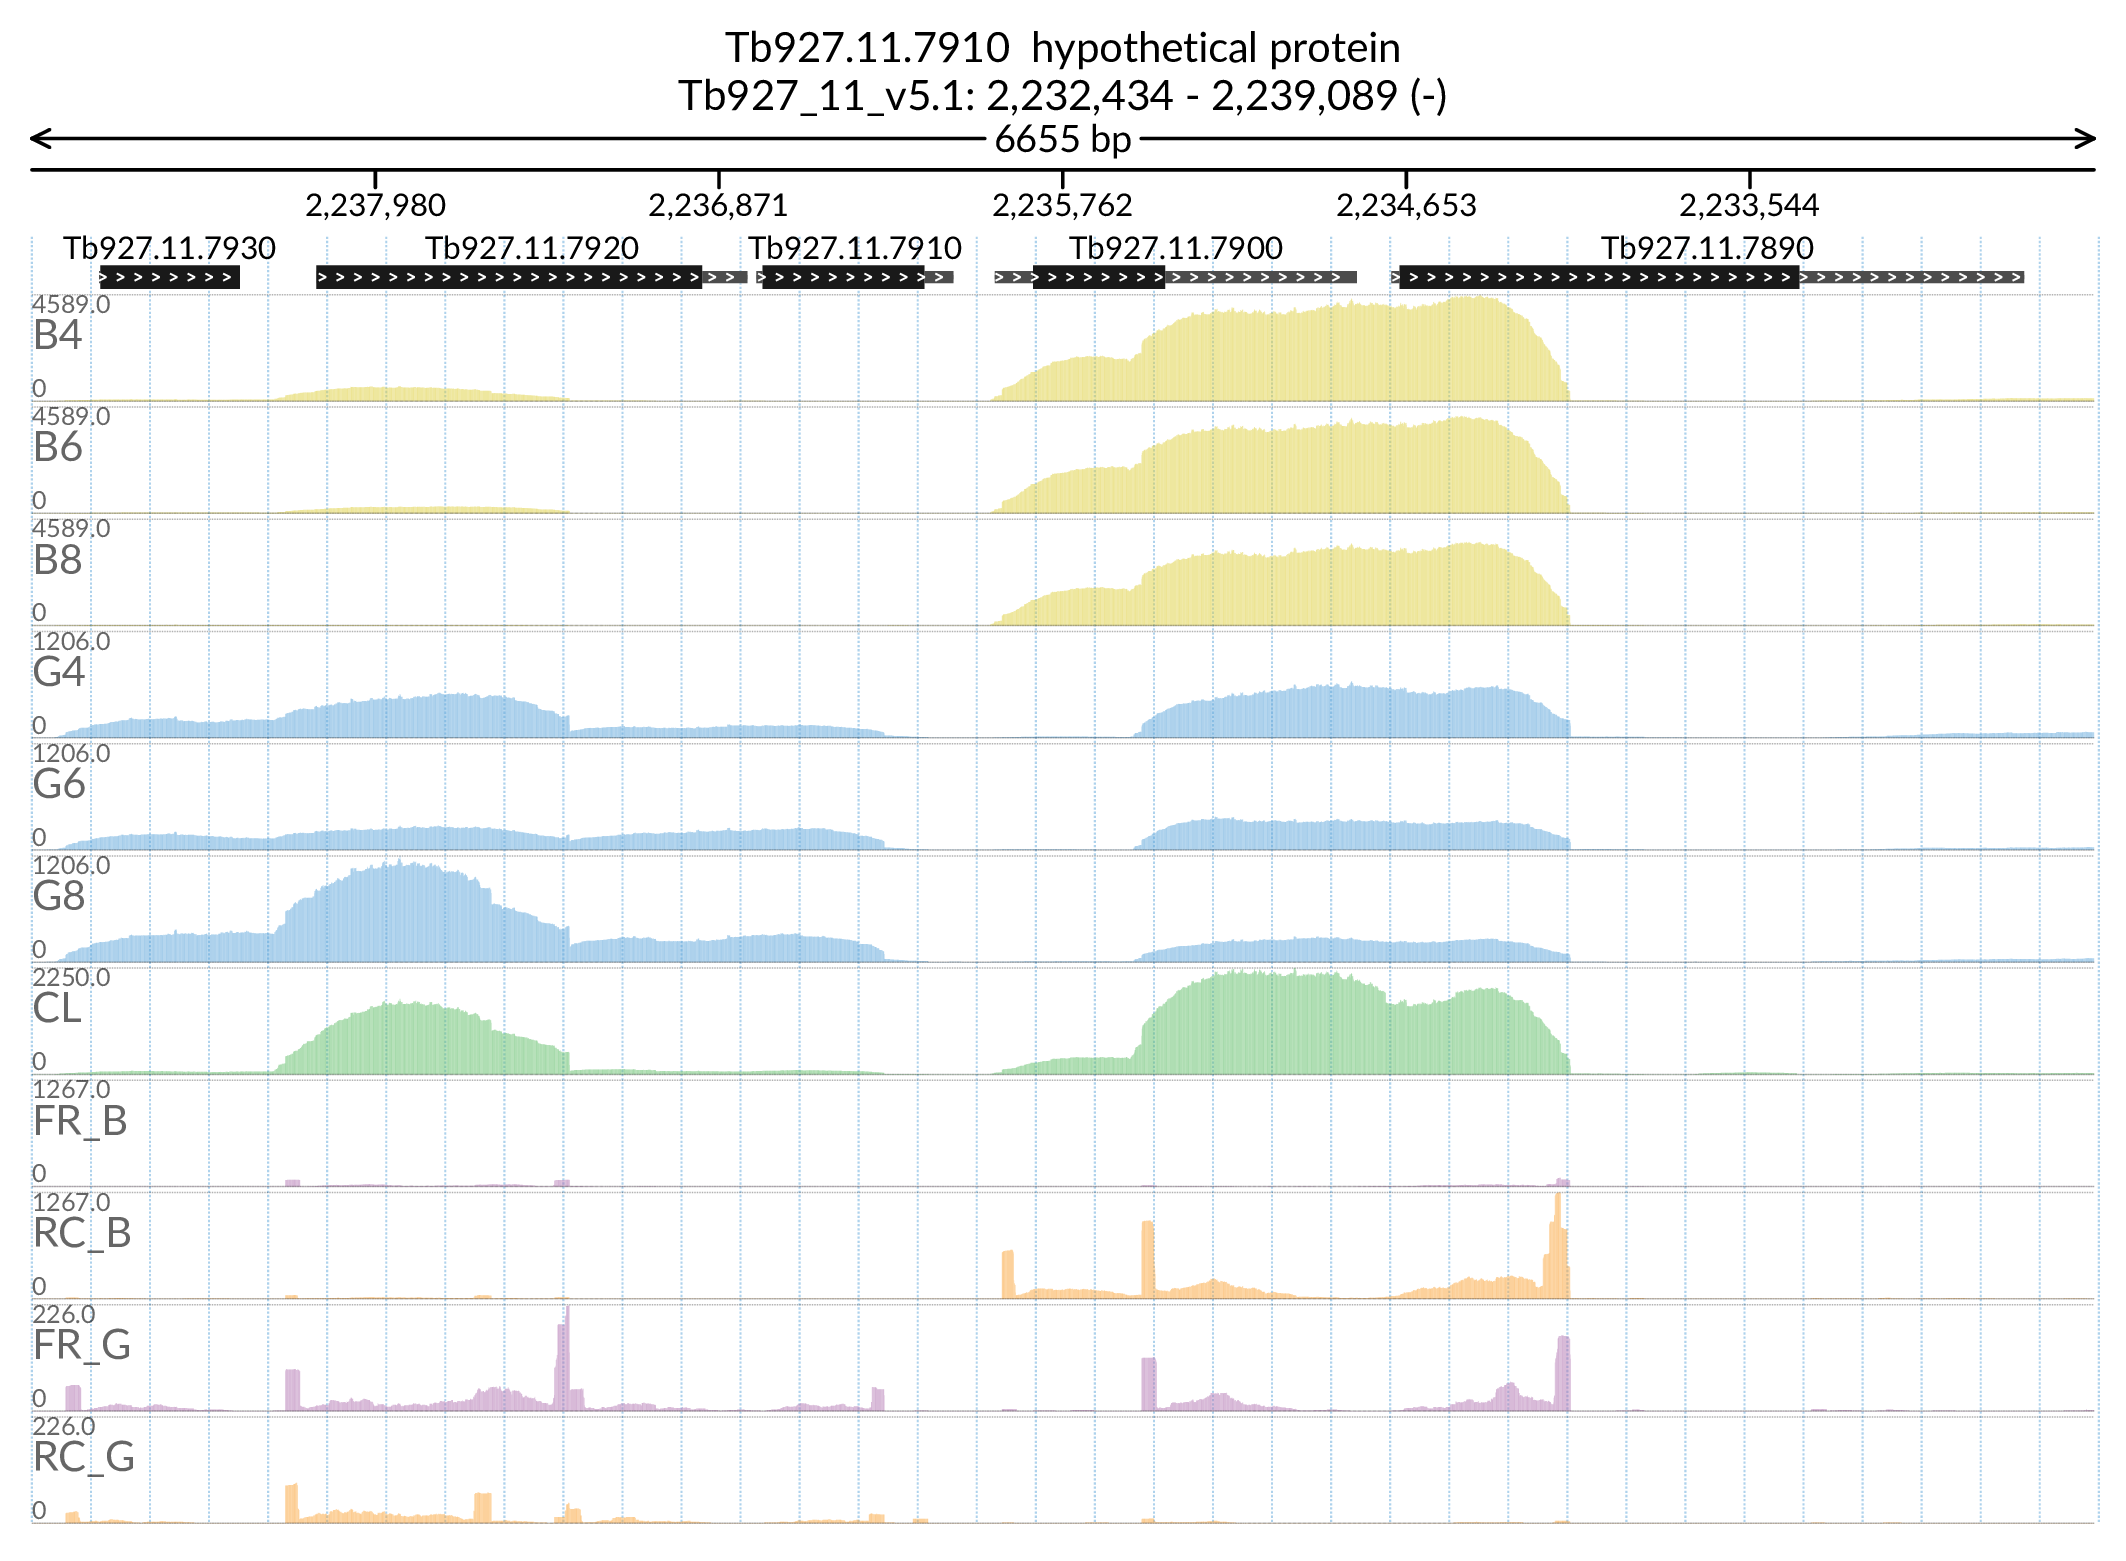 Tb927.11.7910  hypothetical protein
Tb927_11_v5.1: 2,232,434 - 2,239,089 (-)
6655 bp
2,237,980 2,236,871 2,235,762 2,234,653 2,233,544
Tb927.11.7930 Tb927.11.7920 Tb927.11.7910 Tb927.11.7900 Tb927.11.7890
4589.0
B4
0
4589.0
B6
0
4589.0
B8
0
1206.0
G4
0
1206.0
G6
0
1206.0
G8
0
2250.0
CL
0
1267.0
FR_B
0
1267.0
RC_B
0
226.0
FR_G
0
226.0
RC_G
0